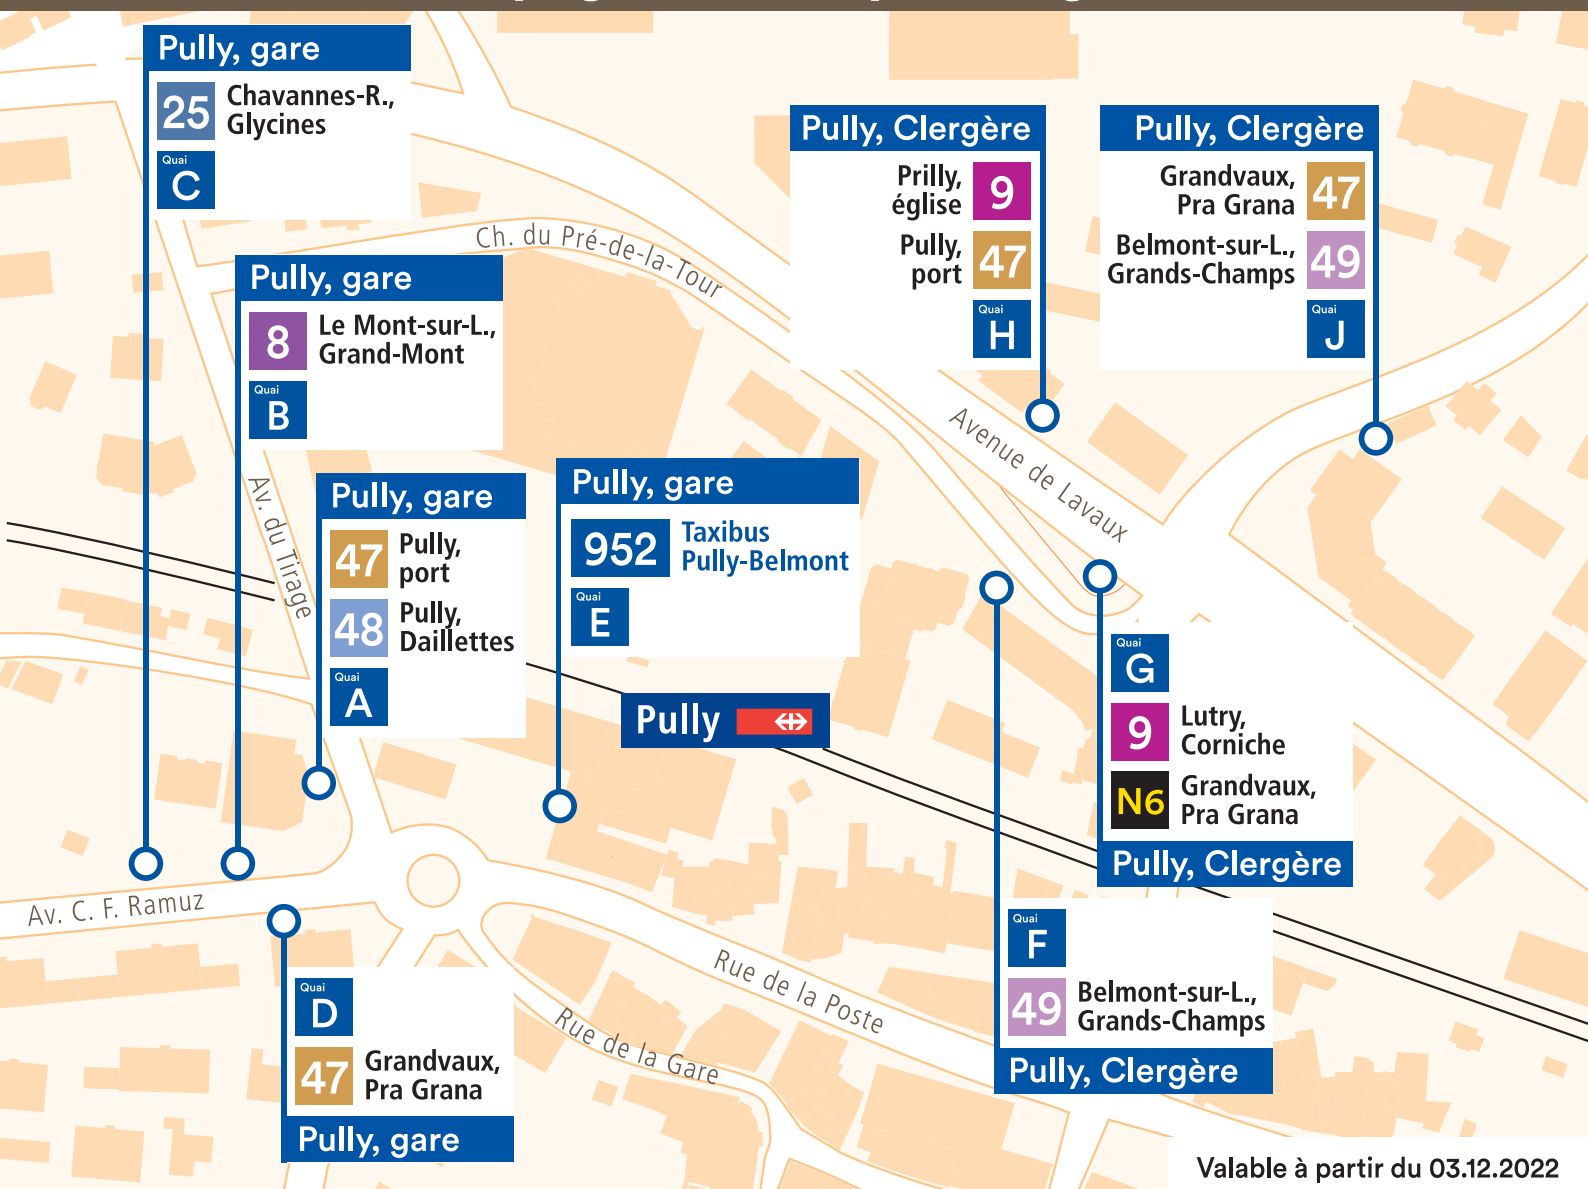 Pully, gare
25
Chavannes-R.,
Glycines
Quai
C
Pully, Clergère
Prilly,
église
9
Pully,
port
47
Quai
H
Pully, Clergère
Grandvaux,
Pra Grana
47
Belmont-sur-L.,
Grands-Champs
49
Quai
J
Ch. du Pré-de-la-Tour
Pully, gare
8
Le Mont-sur-L.,
Grand-Mont
Quai
B
Avenue de Lavaux
Av. du Tirage
Pully, gare
47
Pully,
port
48
Pully,
Daillettes
Quai
A
Pully, gare
952
Taxibus
Pully-Belmont
Quai
E
Pully
Quai
G
9
Lutry,
Corniche
N6
Grandvaux,
Pra Grana
Pully, Clergère
Av. C. F. Ramuz
Quai
D
47
Grandvaux,
Pra Grana
Pully, gare
Rue de la Poste
Rue de la Gare
Quai
F
49
Belmont-sur-L.,
Grands-Champs
Pully, Clergère
Valable à partir du 03.12.2022